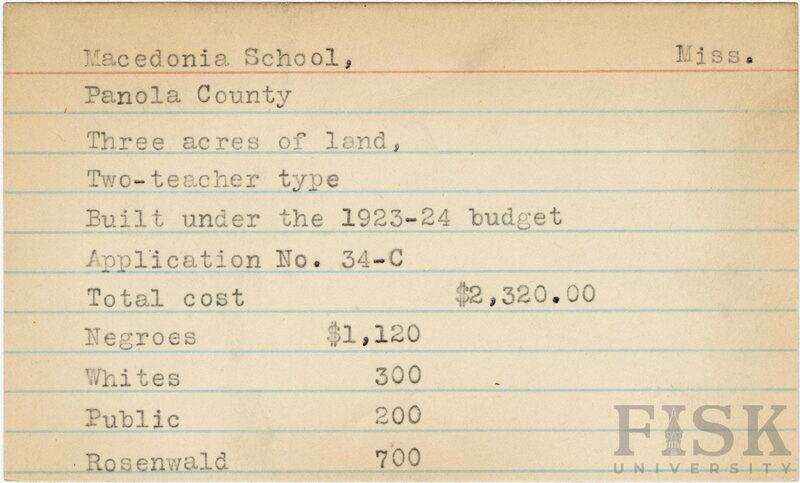 Macedonia School, Miss.
Panola County
Three acres of land,
Two-teacher type
Built under the 1923-24 budget
Application No. 34-C
Total cost $2,320.00
Negroes $1,120
Whites 300
Public 200
Rosenwald 700
FISK
UNIVERSITY